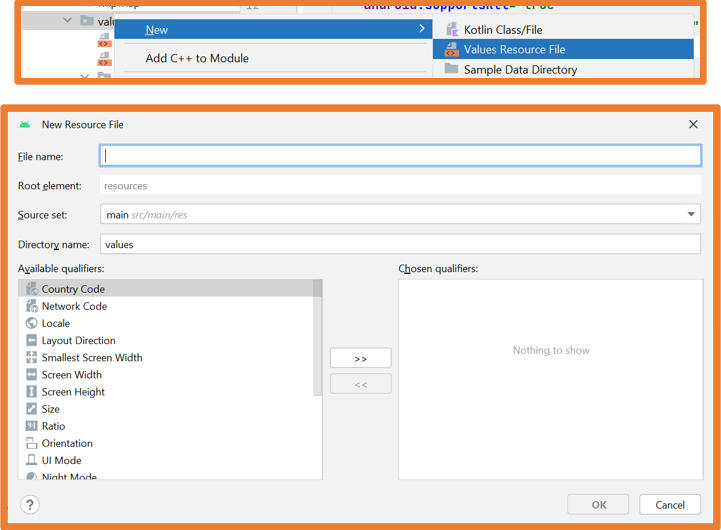 12
android:supportsRtl="true"
New
Kotlin Class/File
Values Resource File
Add C++ to Module
Sample Data Directory
New Resource File
File name:
Root element: resources
Source set: main src/main/res
Directory name: values
Available qualifiers:
Chosen qualifiers:
Country Code
Network Code
Locale
Layout Direction
Smallest Screen Width
Screen Width
Screen Height
Size
Ratio
Orientation
UI Mode
Night Mode
Nothing to show
>>
<<
?
OK
Cancel